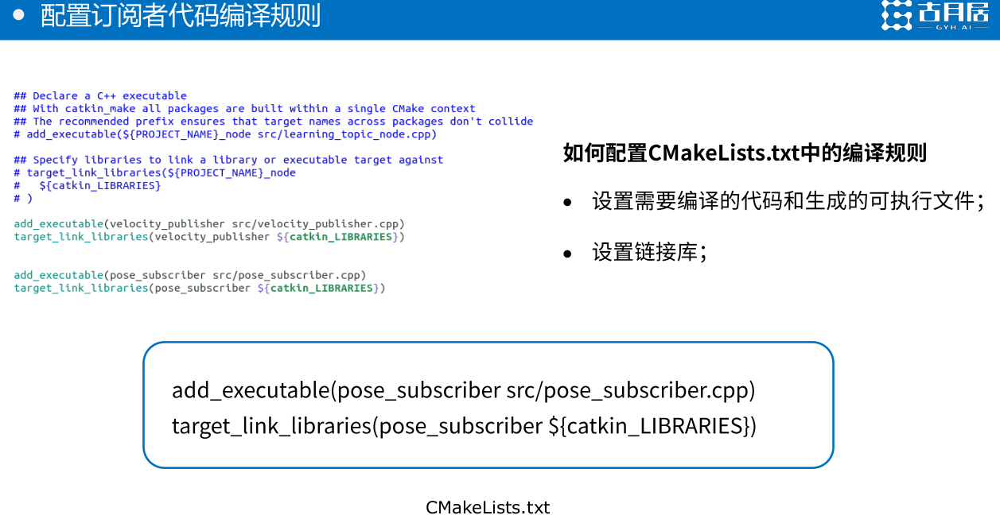 • 配置订阅者代码编译规则
古月居
GYH.AI
## Declare a C++ executable
## With catkin_make all packages are built within a single CMake context
## The recommended prefix ensures that target names across packages don't collide
# add_executable(${PROJECT_NAME}_node src/learning_topic_node.cpp)
## Specify libraries to link a library or executable target against
# target_link_libraries(${PROJECT_NAME}_node
#   ${catkin_LIBRARIES}
# )
add_executable(velocity_publisher src/velocity_publisher.cpp)
target_link_libraries(velocity_publisher ${catkin_LIBRARIES})
add_executable(pose_subscriber src/pose_subscriber.cpp)
target_link_libraries(pose_subscriber ${catkin_LIBRARIES})
如何配置CMakeLists.txt中的编译规则
• 设置需要编译的代码和生成的可执行文件；
• 设置链接库；
add_executable(pose_subscriber src/pose_subscriber.cpp)
target_link_libraries(pose_subscriber ${catkin_LIBRARIES})
CMakeLists.txt